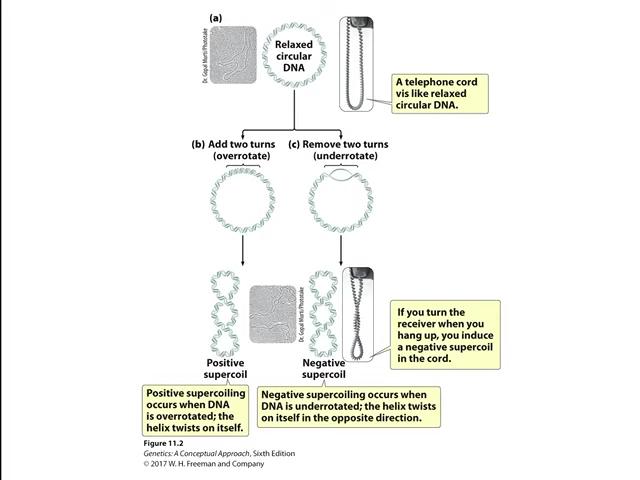 (a)
Dr. Gopal Murti/Phototake
Relaxed
circular
DNA
A telephone cord
vis like relaxed
circular DNA.
(b) Add two turns
(overrotate)
(c) Remove two turns
(underrotate)
Dr. Gopal Murti/Phototake
If you turn the
receiver when you
hang up, you induce
a negative supercoil
in the cord.
Positive
supercoil
Negative
supercoil
Positive supercoiling
occurs when DNA
is overrotated; the
helix twists on itself.
Negative supercoiling occurs when
DNA is underrotated; the helix twists
on itself in the opposite direction.
Figure 11.2
Genetics: A Conceptual Approach, Sixth Edition
© 2017 W. H. Freeman and Company